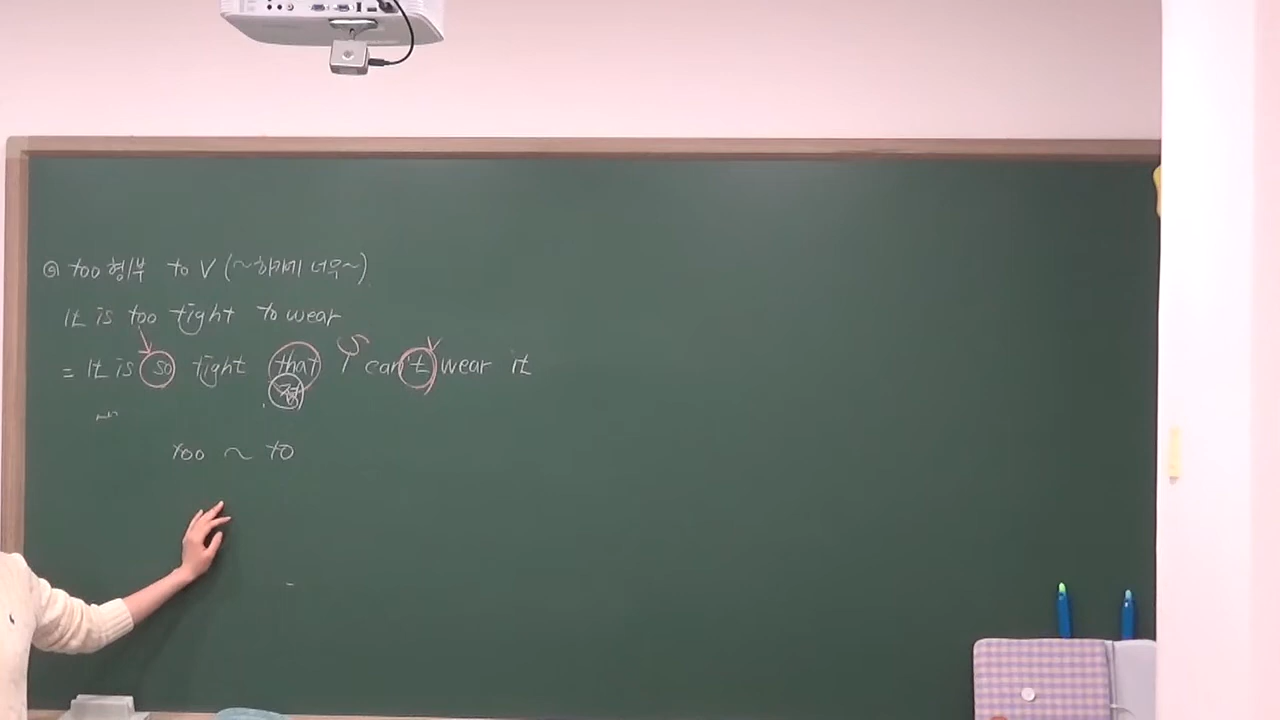 ◎ too 형/부 to V (~하기에 너무~)
It is too tight to wear
= It is so tight that I can't wear it
S
too ~ to